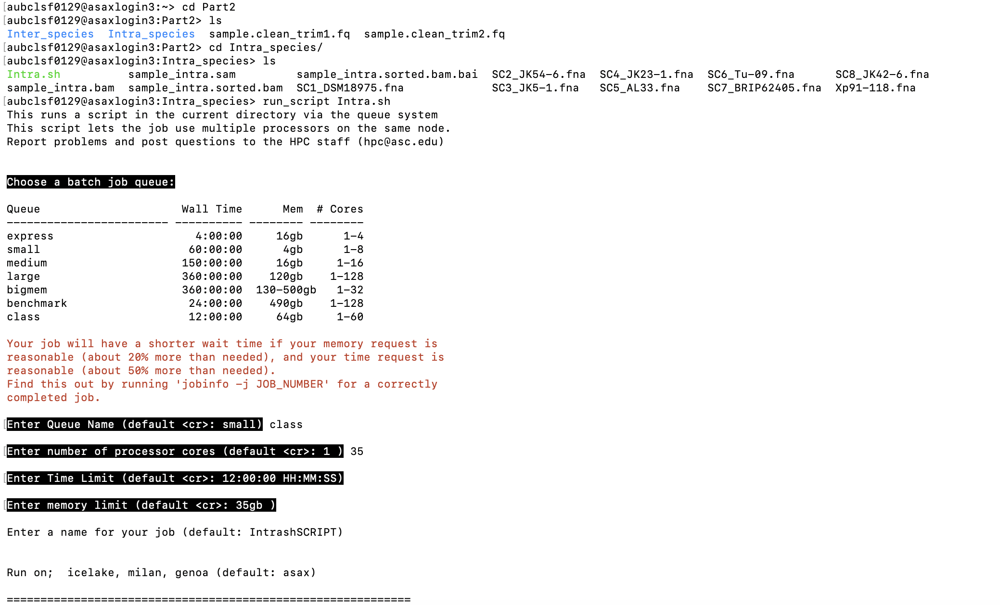 [aubclsf0129@asaxlogin3:~> cd Part2
[aubclsf0129@asaxlogin3:Part2> ls
Inter_species  Intra_species  sample.clean_trim1.fq  sample.clean_trim2.fq
[aubclsf0129@asaxlogin3:Part2> cd Intra_species/
[aubclsf0129@asaxlogin3:Intra_species> ls
Intra.sh          sample_intra.sam         sample_intra.sorted.bam.bai  SC2_JK54-6.fna  SC4_JK23-1.fna  SC6_Tu-09.fna      SC8_JK42-6.fna
sample_intra.bam  sample_intra.sorted.bam  SC1_DSM18975.fna             SC3_JK5-1.fna   SC5_AL33.fna    SC7_BRIP62405.fna  Xp91-118.fna
[aubclsf0129@asaxlogin3:Intra_species> run_script Intra.sh
This runs a script in the current directory via the queue system
This script lets the job use multiple processors on the same node.
Report problems and post questions to the HPC staff (hpc@asc.edu)
Choose a batch job queue:
Queue                     Wall Time      Mem  # Cores
------------------------ ---------- -------- --------
express                     4:00:00     16gb      1-4
small                      60:00:00      4gb      1-8
medium                    150:00:00     16gb     1-16
large                     360:00:00    120gb    1-128
bigmem                    360:00:00  130-500gb   1-32
benchmark                  24:00:00    490gb    1-128
class                      12:00:00     64gb     1-60
Your job will have a shorter wait time if your memory request is
reasonable (about 20% more than needed), and your time request is
reasonable (about 50% more than needed).
Find this out by running 'jobinfo -j JOB_NUMBER' for a correctly
completed job.
[Enter Queue Name (default <cr>: small) class
[Enter number of processor cores (default <cr>: 1 ) 35
[Enter Time Limit (default <cr>: 12:00:00 HH:MM:SS)
[Enter memory limit (default <cr>: 35gb )
Enter a name for your job (default: IntrashSCRIPT)
Run on;  icelake, milan, genoa (default: asax)
============================================================